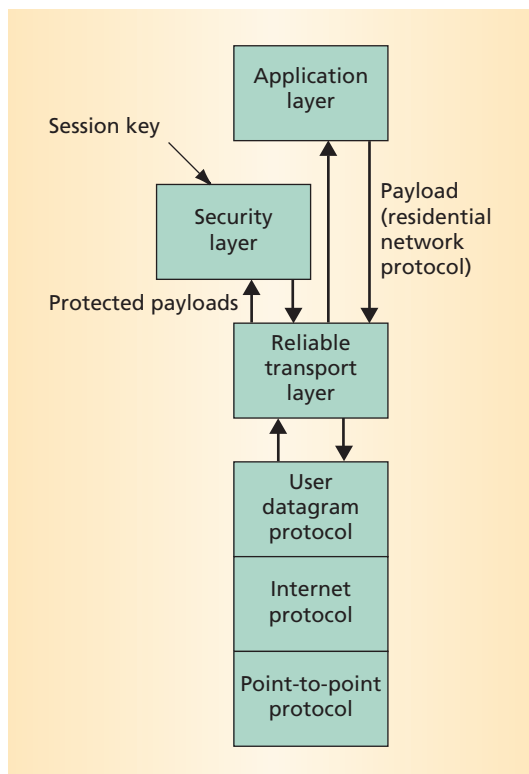 Application
layer
Session key
Security
layer
Payload
(residential
network
protocol)
Protected payloads
Reliable
transport
layer
User
datagram
protocol
Internet
protocol
Point-to-point
protocol